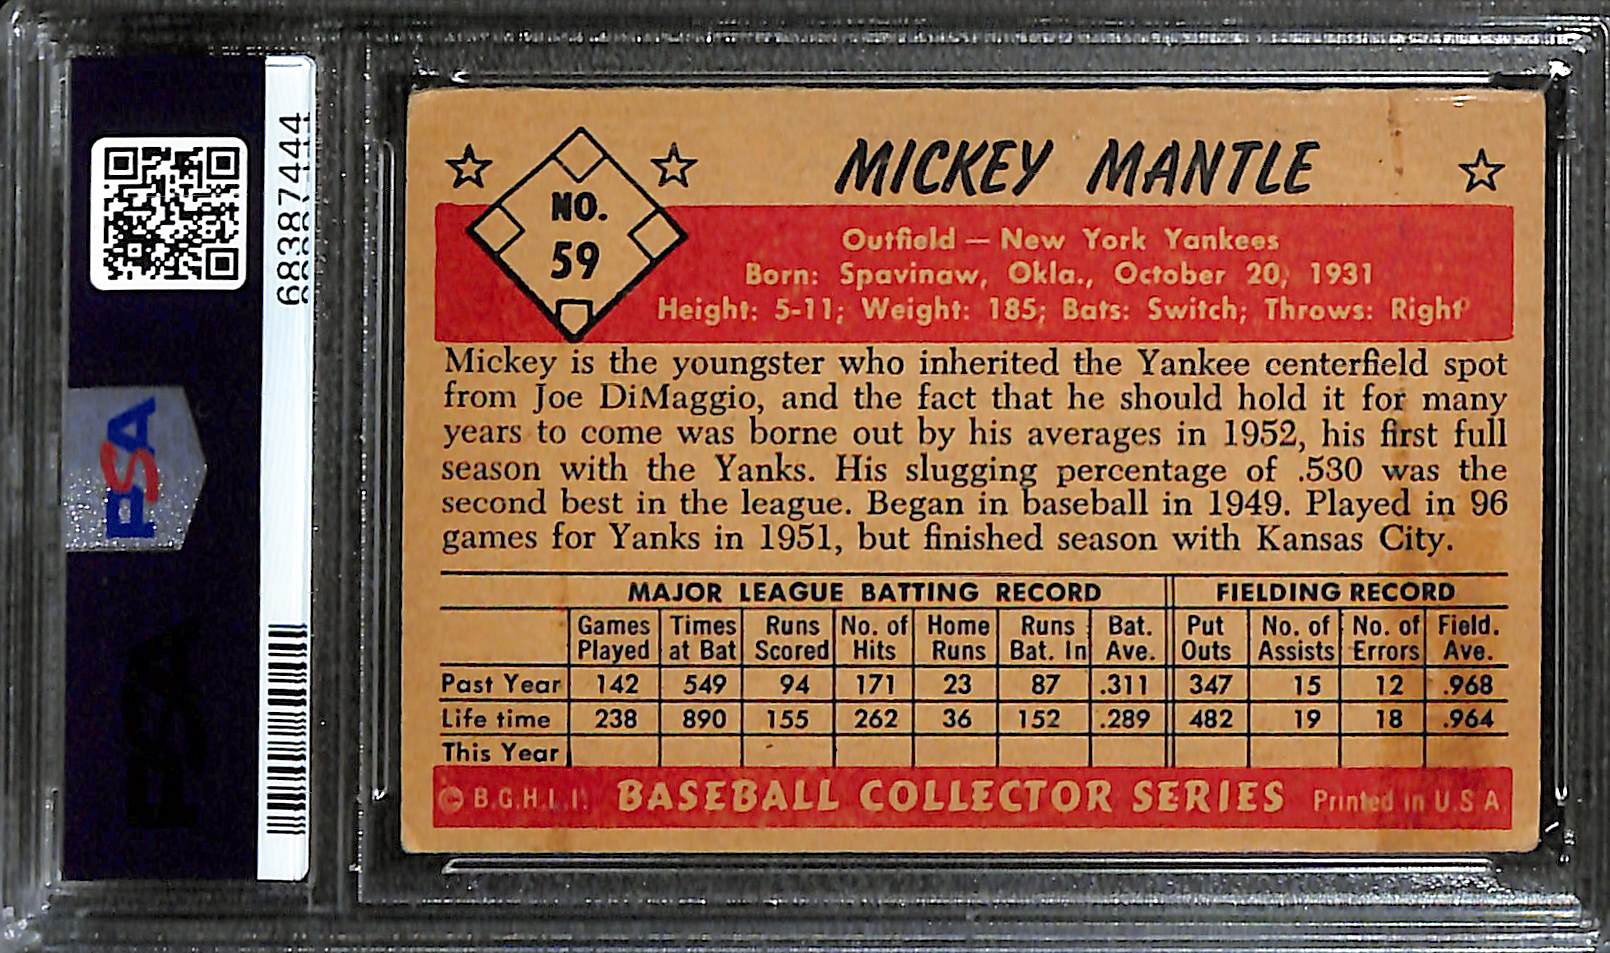 68387444
PSA
NO.
59
MICKEY MANTLE
Outfield — New York Yankees
Born: Spavinaw, Okla., October 20, 1931
Height: 5-11; Weight: 185; Bats: Switch; Throws: Right
Mickey is the youngster who inherited the Yankee centerfield spot
from Joe DiMaggio, and the fact that he should hold it for many
years to come was borne out by his averages in 1952, his first full
season with the Yanks. His slugging percentage of .530 was the
second best in the league. Began in baseball in 1949. Played in 96
games for Yanks in 1951, but finished season with Kansas City.
MAJOR LEAGUE BATTING RECORD FIELDING RECORD
Games Times Runs No. of Home Runs Bat. Put No. of No. of Field.
Played at Bat Scored Hits Runs Bat. In Ave. Outs Assists Errors Ave.
Past Year 142 549 94 171 23 87 .311 347 15 12 .968
Life time 238 890 155 262 36 152 .289 482 19 18 .964
This Year
© B.G.H.L.I. BASEBALL COLLECTOR SERIES Printed in U.S.A